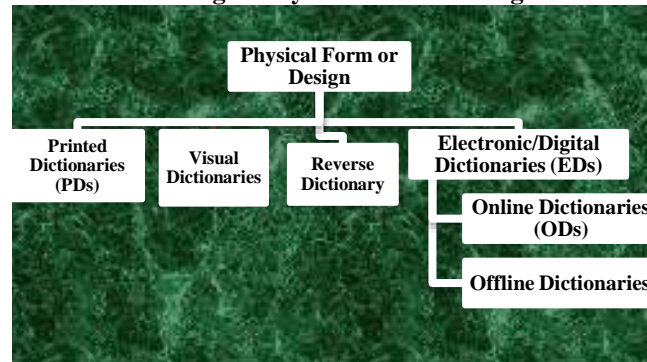 Physical Form or
Design
Printed
Dictionaries
(PDs)
Visual
Dictionaries
Reverse
Dictionary
Electronic/Digital
Dictionaries (EDs)
Online Dictionaries
(ODs)
Offline Dictionaries